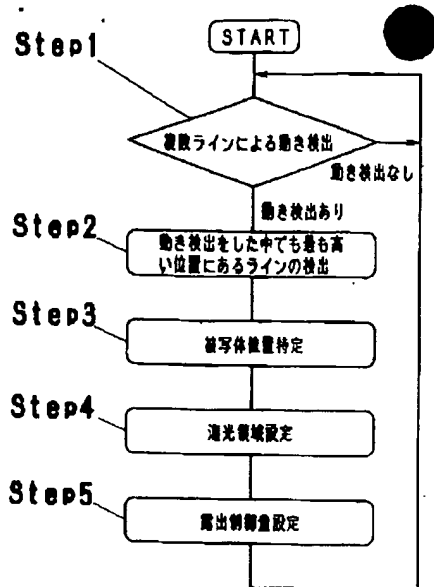 START
Step1
複数ラインによる動き検出
動き検出なし
動き検出あり
Step2
動き検出をした中でも最も高
い位置にあるラインの検出
Step3
被写体位置特定
Step4
測光領域設定
Step5
露出制御量設定